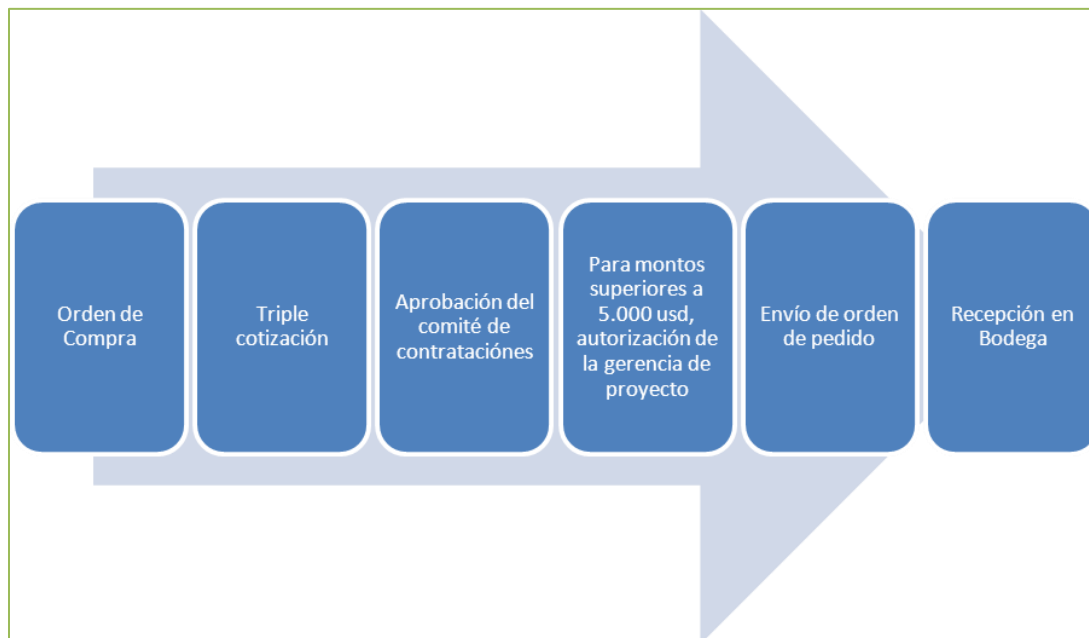 Orden de
Compra
Triple
cotización
Aprobación del
comité de
contrataciónes
Para montos
superiores a
5.000 usd,
autorización de
la gerencia de
proyecto
Envío de orden
de pedido
Recepción en
Bodega